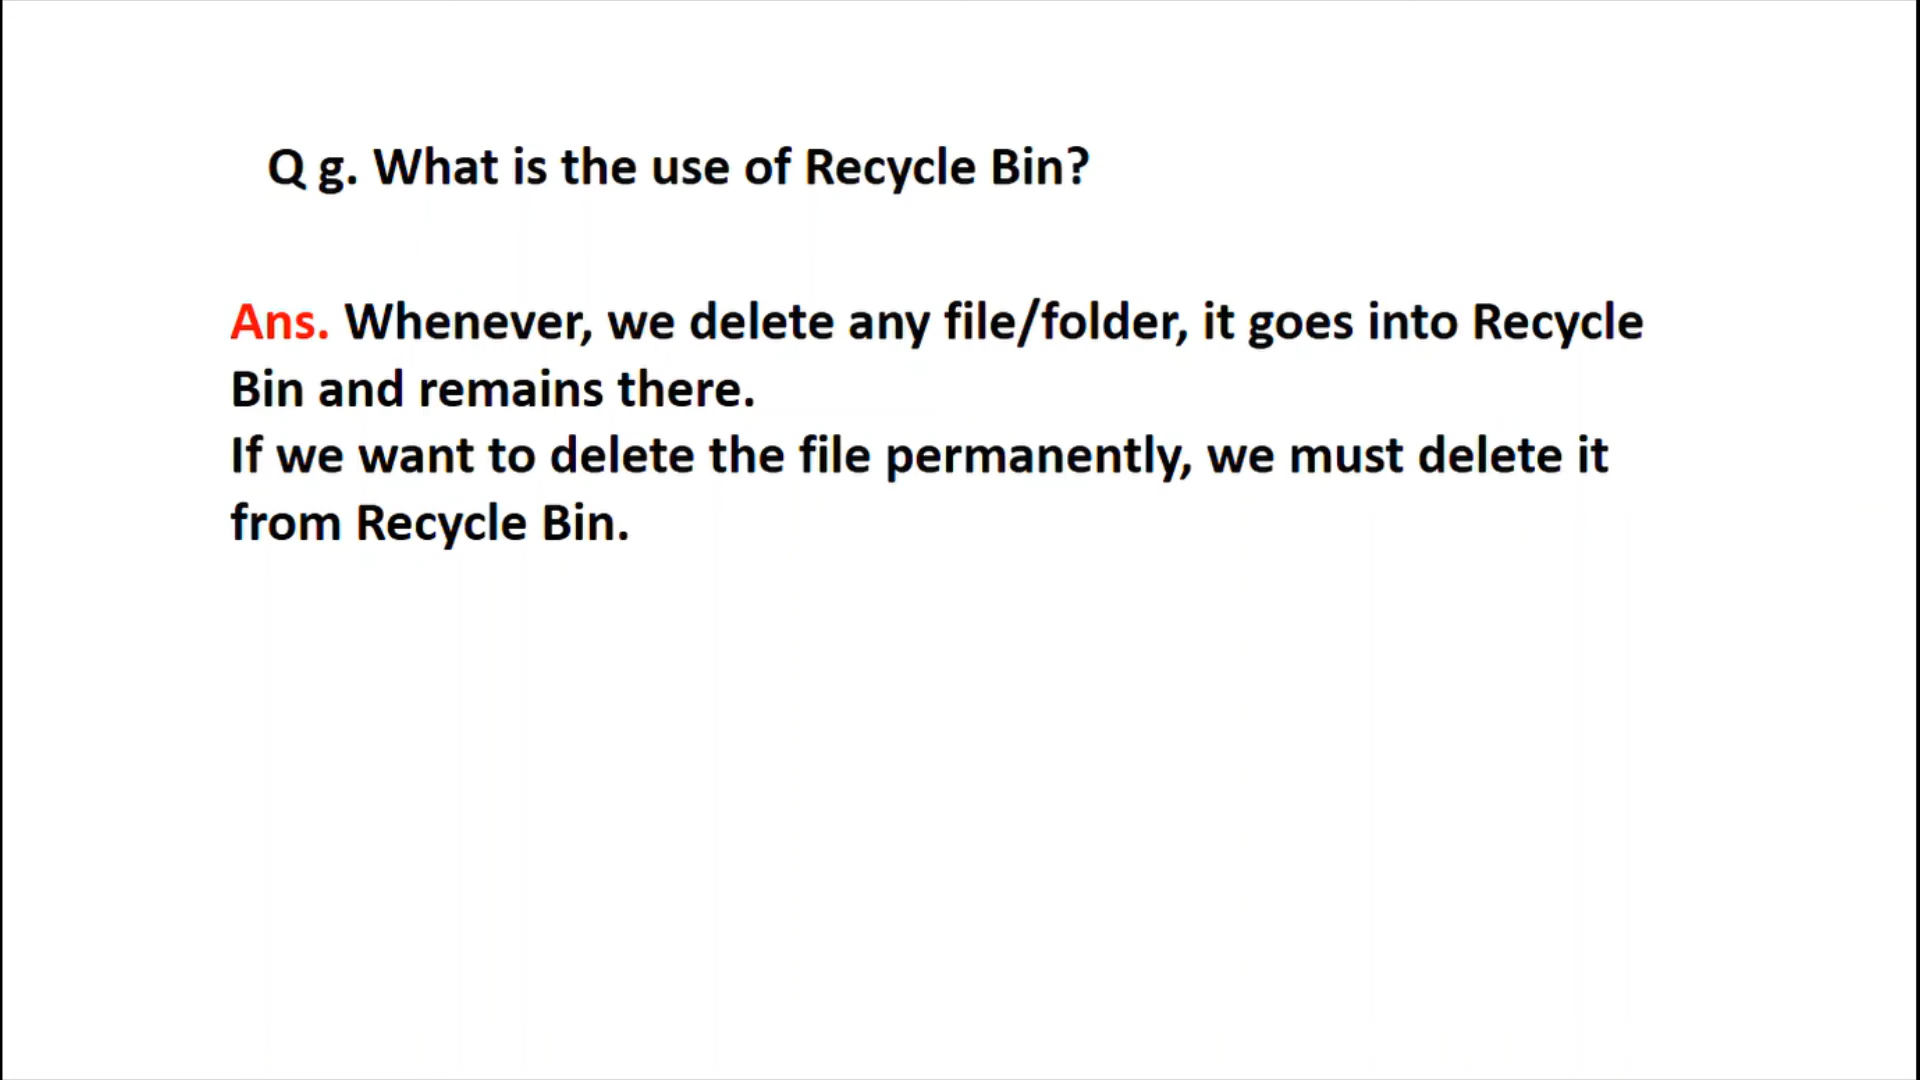 Q g. What is the use of Recycle Bin?
Ans. Whenever, we delete any file/folder, it goes into Recycle
Bin and remains there.
If we want to delete the file permanently, we must delete it
from Recycle Bin.